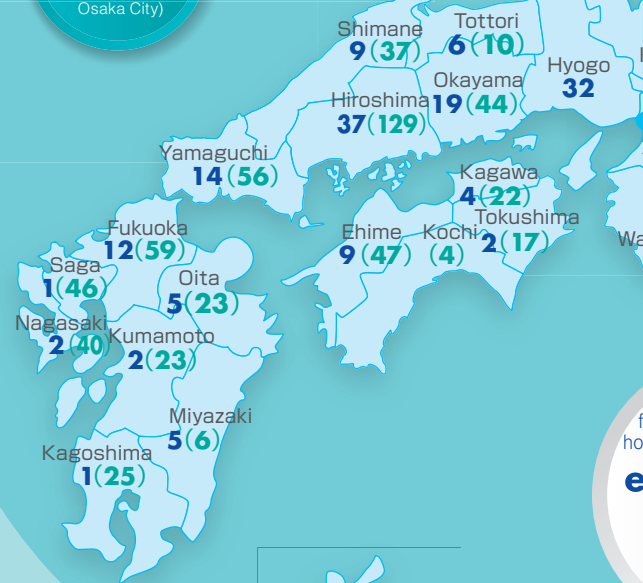 Osaka City)
Shimane
9(37)
Tottori
6(10)
Hyogo
32
Okayama
19(44)
Hiroshima
37(129)
Yamaguchi
14(56)
Kagawa
4(22)
Tokushima
2(17)
Ehime
9(47)
Kochi
(4)
Wa
Fukuoka
12(59)
Saga
1(46)
Oita
5(23)
Nagasaki
2(40)
Kumamoto
2(23)
Miyazaki
5(6)
Kagoshima
1(25)
f
ho
e